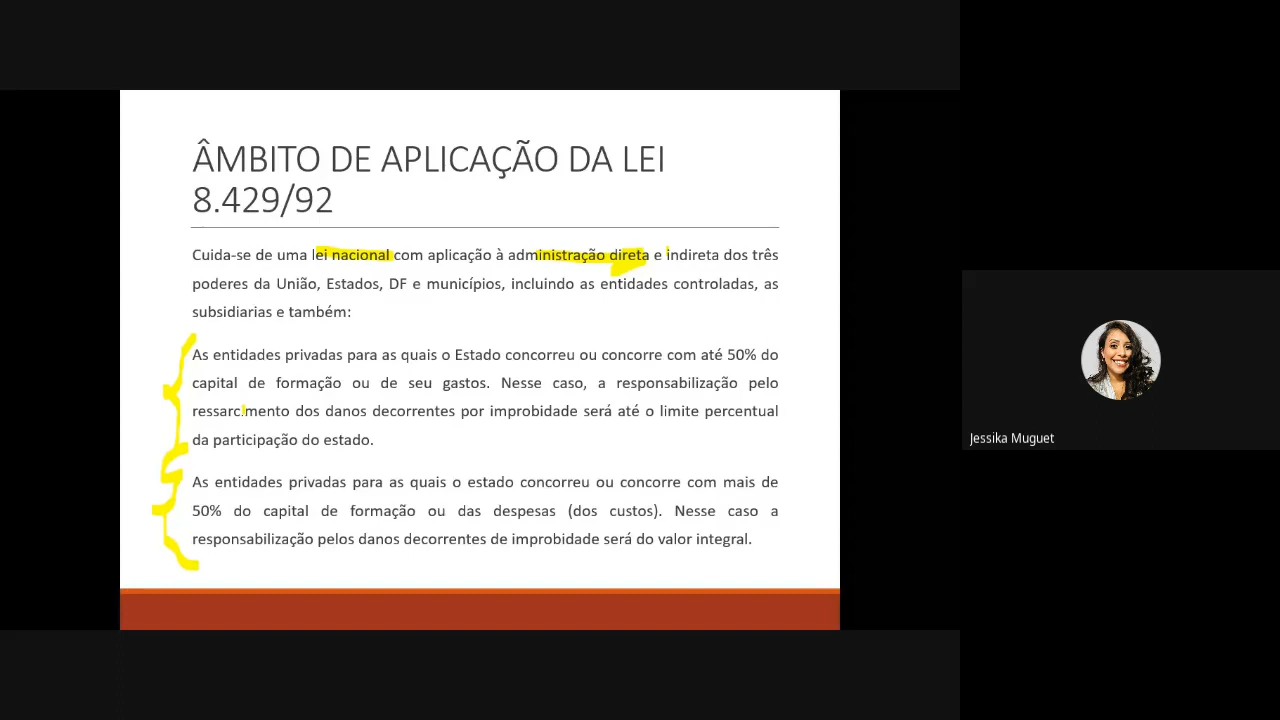 ÂMBITO DE APLICAÇÃO DA LEI
8.429/92
Cuida-se de uma lei nacional com aplicação à administração direta e indireta dos três
poderes da União, Estados, DF e municípios, incluindo as entidades controladas, as
subsidiarias e também:
As entidades privadas para as quais o Estado concorreu ou concorre com até 50% do
capital de formação ou de seu gastos. Nesse caso, a responsabilização pelo
ressarcimento dos danos decorrentes por improbidade será até o limite percentual
da participação do estado.
As entidades privadas para as quais o estado concorreu ou concorre com mais de
50% do capital de formação ou das despesas (dos custos). Nesse caso a
responsabilização pelos danos decorrentes de improbidade será do valor integral.
Jessika Muguet